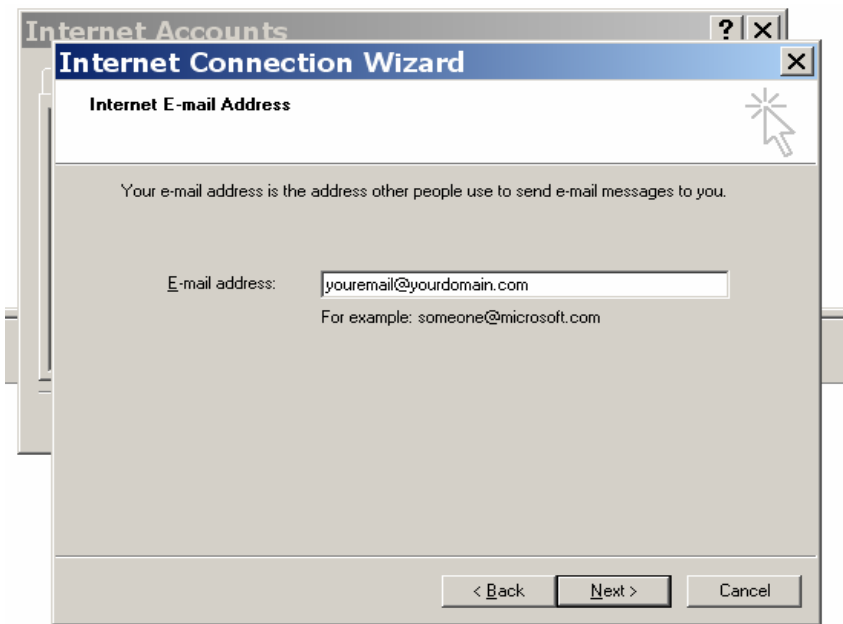 Internet Accounts
Internet Connection Wizard
Internet E-mail Address
Your e-mail address is the address other people use to send e-mail messages to you.
E-mail address: youremail@yourdomain.com
For example: someone@microsoft.com
< Back Next > Cancel